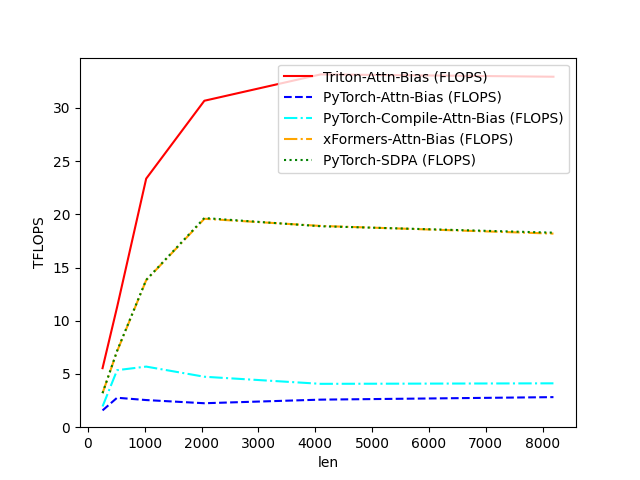 Triton-Attn-Bias (FLOPS)
PyTorch-Attn-Bias (FLOPS)
PyTorch-Compile-Attn-Bias (FLOPS)
xFormers-Attn-Bias (FLOPS)
PyTorch-SDPA (FLOPS)
TFLOPS
30
25
20
15
10
5
0
0 1000 2000 3000 4000 5000 6000 7000 8000
len